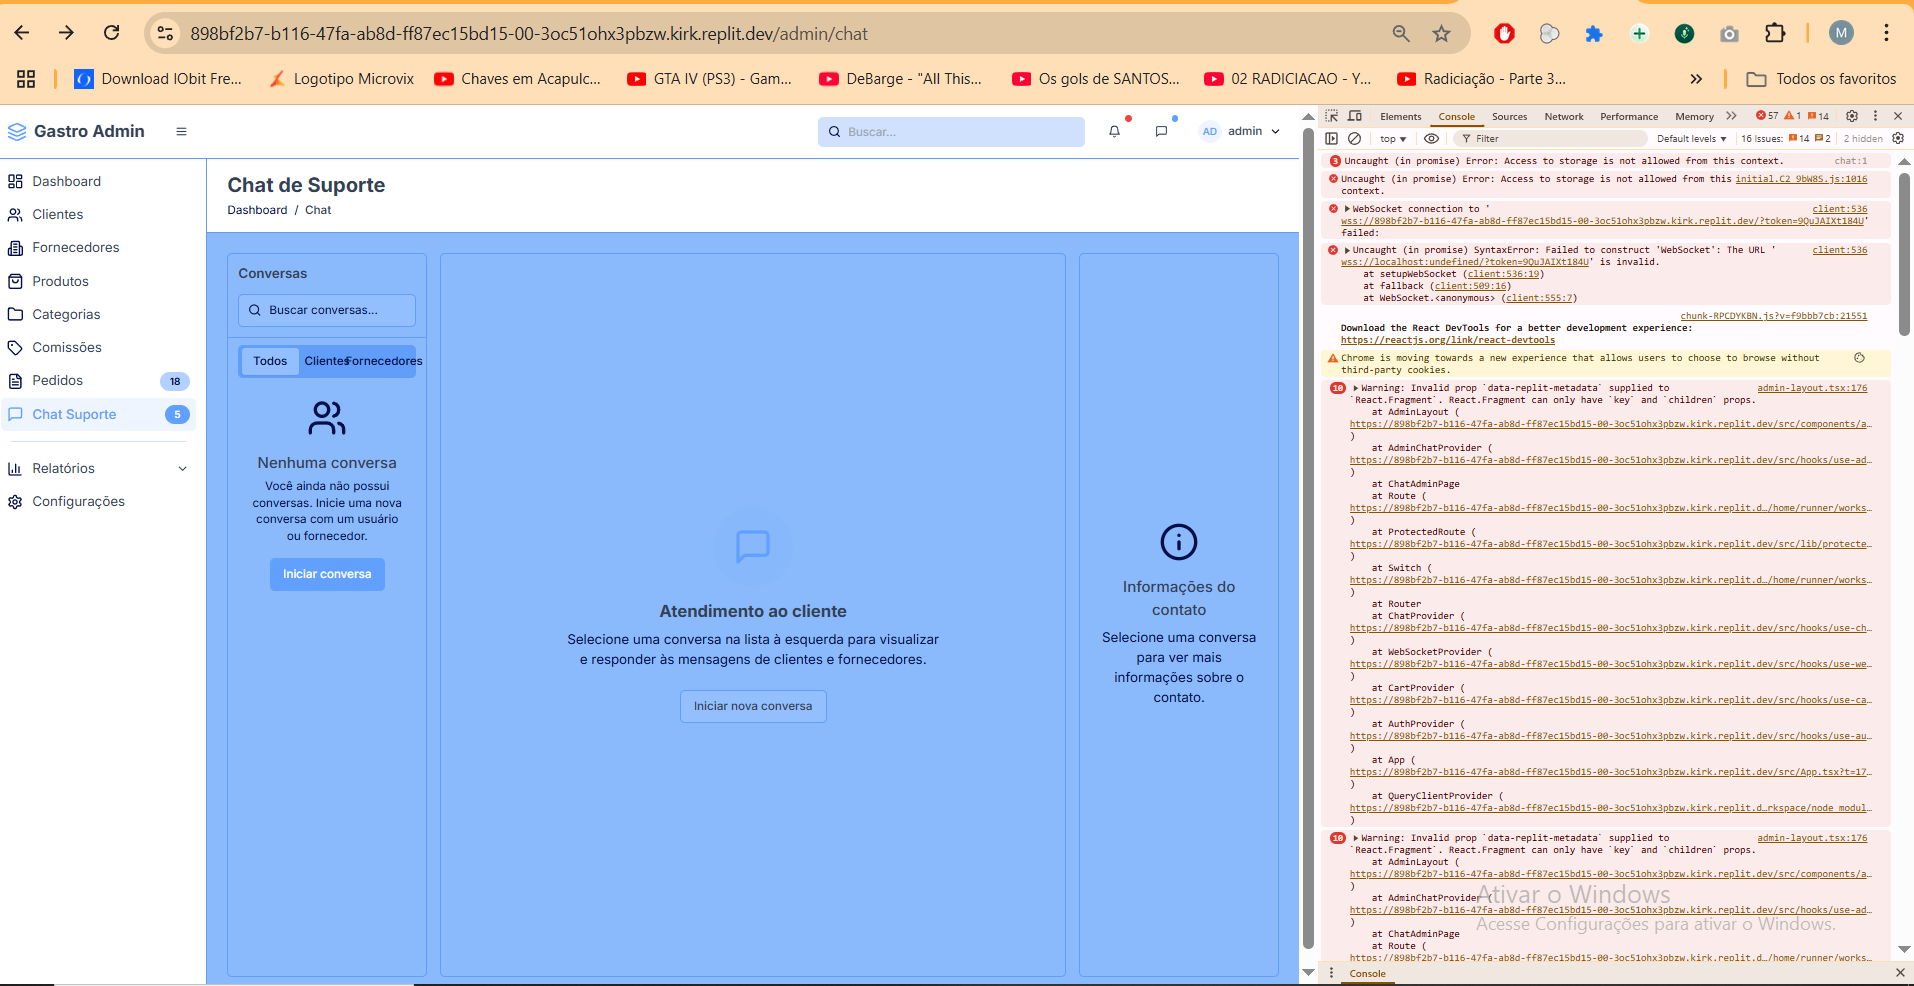 898bf2b7-b116-47fa-ab8d-ff87ec15bd15-00-3oc51ohx3pbzw.kirk.replit.dev/admin/chat
M
Download IObit Fre...
Logotipo Microvix
Chaves em Acapulc...
GTA IV (PS3) - Gam...
DeBarge - "All This...
Os gols de SANTOS...
02 RADICIACAO - Y...
Radiciação - Parte 3...
»
Todos os favoritos
Gastro Admin
Buscar...
AD
admin
Dashboard
Clientes
Fornecedores
Produtos
Categorias
Comissões
Pedidos
18
Chat Suporte
5
Relatórios
Configurações
Chat de Suporte
Dashboard / Chat
Conversas
Buscar conversas...
Todos
Clientes
Fornecedores
Nenhuma conversa
Você ainda não possui
conversas. Inicie uma nova
conversa com um usuário
ou fornecedor.
Iniciar conversa
Atendimento ao cliente
Selecione uma conversa na lista à esquerda para visualizar
e responder às mensagens de clientes e fornecedores.
Iniciar nova conversa
Informações do
contato
Selecione uma conversa
para ver mais
informações sobre o
contato.
Elements Console Sources Network Performance Memory » 57 1 14
top Filter Default levels 16 Issues: 14 2 2 hidden
3 Uncaught (in promise) Error: Access to storage is not allowed from this context. chat:1
Uncaught (in promise) Error: Access to storage is not allowed from this initial.C2_9bW8S.js:1016
context.
WebSocket connection to ' client:536
wss://898bf2b7-b116-47fa-ab8d-ff87ec15bd15-00-3oc51ohx3pbzw.kirk.replit.dev/?token=9QuJAIXt184U'
failed:
Uncaught (in promise) SyntaxError: Failed to construct 'WebSocket': The URL ' client:536
wss://localhost:undefined/?token=9QuJAIXt184U' is invalid.
at setupWebSocket (client:536:19)
at fallback (client:509:16)
at WebSocket.<anonymous> (client:555:7)
chunk-RPCDYKBN.js?v=f9bbb7cb:21551
Download the React DevTools for a better development experience:
https://reactjs.org/link/react-devtools
Chrome is moving towards a new experience that allows users to choose to browse without
third-party cookies.
10 Warning: Invalid prop `data-replit-metadata` supplied to admin-layout.tsx:176
`React.Fragment`. React.Fragment can only have `key` and `children` props.
at AdminLayout (
https://898bf2b7-b116-47fa-ab8d-ff87ec15bd15-00-3oc51ohx3pbzw.kirk.replit.dev/src/components/a…
)
at AdminChatProvider (
https://898bf2b7-b116-47fa-ab8d-ff87ec15bd15-00-3oc51ohx3pbzw.kirk.replit.dev/src/hooks/use-ad…
)
at ChatAdminPage
at Route (
https://898bf2b7-b116-47fa-ab8d-ff87ec15bd15-00-3oc51ohx3pbzw.kirk.replit.d…/home/runner/works…
)
at ProtectedRoute (
https://898bf2b7-b116-47fa-ab8d-ff87ec15bd15-00-3oc51ohx3pbzw.kirk.replit.dev/src/lib/protecte…
)
at Switch (
https://898bf2b7-b116-47fa-ab8d-ff87ec15bd15-00-3oc51ohx3pbzw.kirk.replit.d…/home/runner/works…
)
at Router
at ChatProvider (
https://898bf2b7-b116-47fa-ab8d-ff87ec15bd15-00-3oc51ohx3pbzw.kirk.replit.dev/src/hooks/use-ch…
)
at WebSocketProvider (
https://898bf2b7-b116-47fa-ab8d-ff87ec15bd15-00-3oc51ohx3pbzw.kirk.replit.dev/src/hooks/use-we…
)
at CartProvider (
https://898bf2b7-b116-47fa-ab8d-ff87ec15bd15-00-3oc51ohx3pbzw.kirk.replit.dev/src/hooks/use-ca…
)
at AuthProvider (
https://898bf2b7-b116-47fa-ab8d-ff87ec15bd15-00-3oc51ohx3pbzw.kirk.replit.dev/src/hooks/use-au…
)
at App (
https://898bf2b7-b116-47fa-ab8d-ff87ec15bd15-00-3oc51ohx3pbzw.kirk.replit.dev/src/App.tsx?t=17…
)
at QueryClientProvider (
https://898bf2b7-b116-47fa-ab8d-ff87ec15bd15-00-3oc51ohx3pbzw.kirk.replit.d…rkspace/node_modul…
)
10 Warning: Invalid prop `data-replit-metadata` supplied to admin-layout.tsx:176
`React.Fragment`. React.Fragment can only have `key` and `children` props.
at AdminLayout (
https://898bf2b7-b116-47fa-ab8d-ff87ec15bd15-00-3oc51ohx3pbzw.kirk.replit.dev/src/components/a…
)
at AdminChatProvider (
https://898bf2b7-b116-47fa-ab8d-ff87ec15bd15-00-3oc51ohx3pbzw.kirk.replit.dev/src/hooks/use-ad…
)
at ChatAdminPage
at Route (
https://898bf2b7-b116-47fa-ab8d-ff87ec15bd15-00-3oc51ohx3pbzw.kirk.replit.d…/home/runner/works…
Ativar o Windows
Acesse Configurações para ativar o Windows.
Console